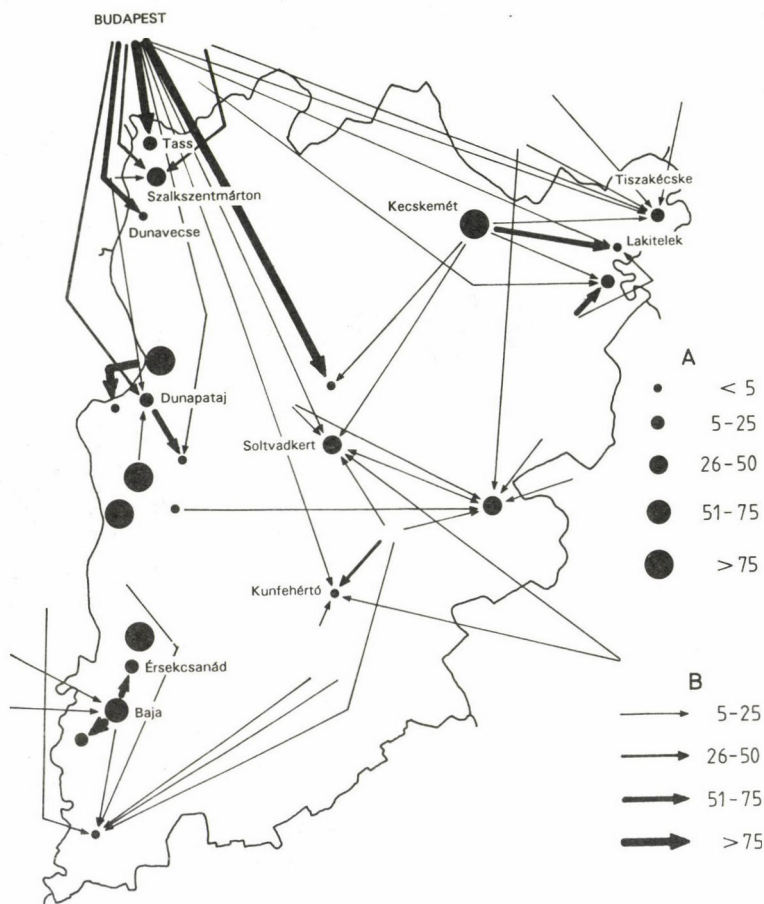 BUDAPEST
Tass
Szalkszentmárton
Dunavecse
Tiszakécske
Kecskemét
Lakitelek
Dunapataj
Soltvadkert
Kunfehértó
Érsekcsanád
Baja
A
< 5
5-25
26-50
51-75
>75
B
5-25
26-50
51-75
>75